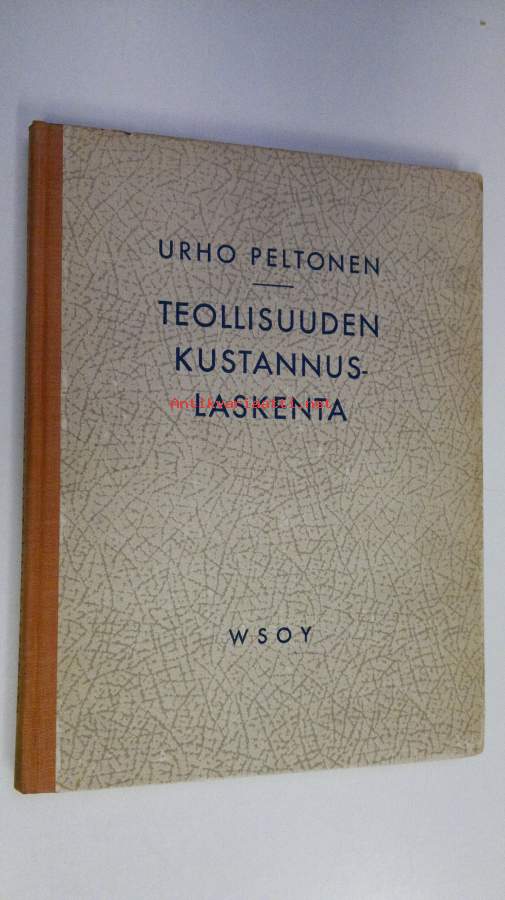 URHO PELTONEN
TEOLLISUUDEN
KUSTANNUS-
Antikvariaatti.net
LASKENTA
WSOY